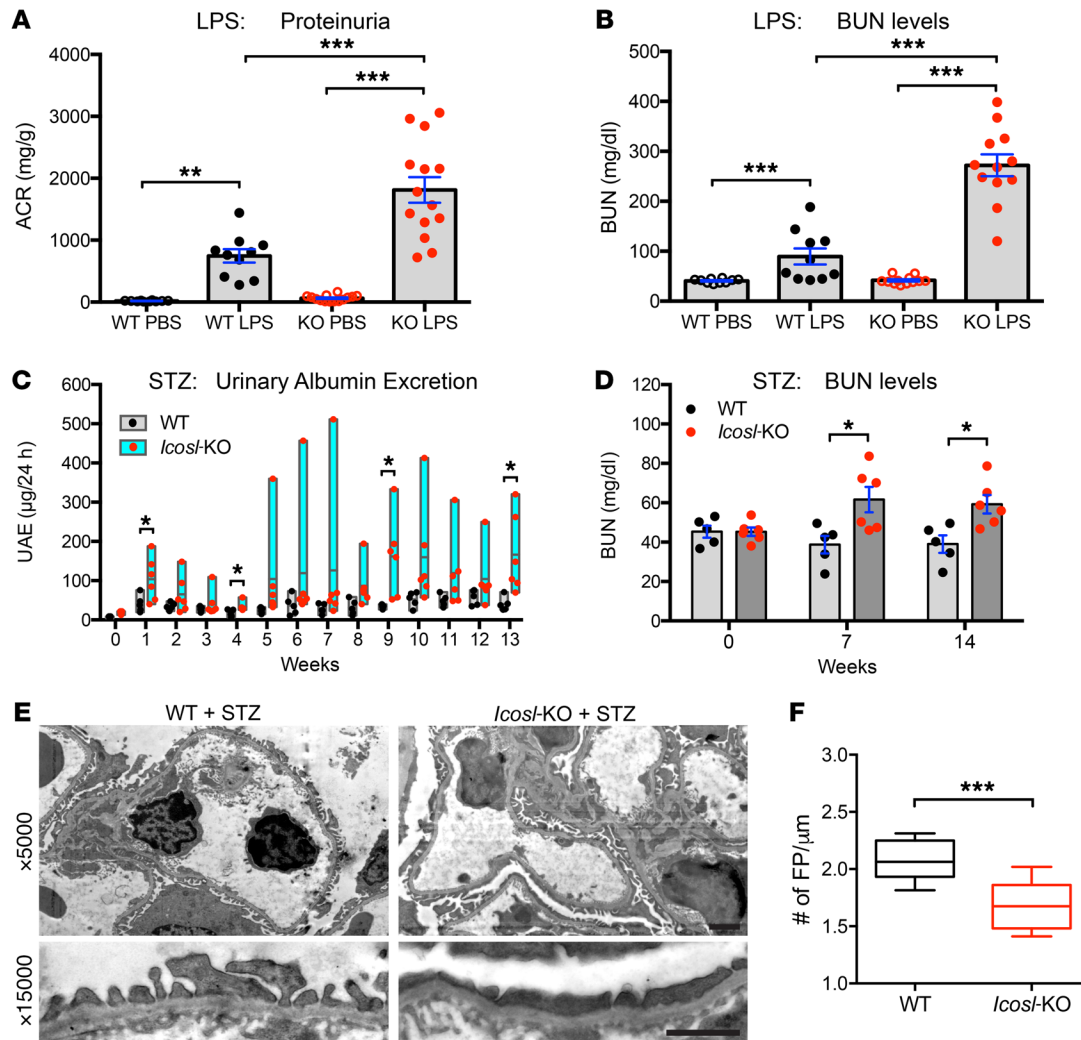 A LPS: Proteinuria
ACR (mg/g)
4000
3000
2000
1000
0
***
***
**
WT PBS WT LPS KO PBS KO LPS
B LPS: BUN levels
BUN (mg/dl)
500
400
300
200
100
0
***
***
***
WT PBS WT LPS KO PBS KO LPS
C STZ: Urinary Albumin Excretion
UAE (µg/24 h)
600
500
400
300
200
100
0
WT
Icosl-KO
* * * *
0 1 2 3 4 5 6 7 8 9 10 11 12 13
Weeks
D STZ: BUN levels
BUN (mg/dl)
120
100
80
60
40
20
0
WT
Icosl-KO
* *
0 7 14
Weeks
E WT + STZ Icosl-KO + STZ
×5000
×15000
F
# of FP/µm
3.0
2.5
2.0
1.5
1.0
***
WT Icosl-KO